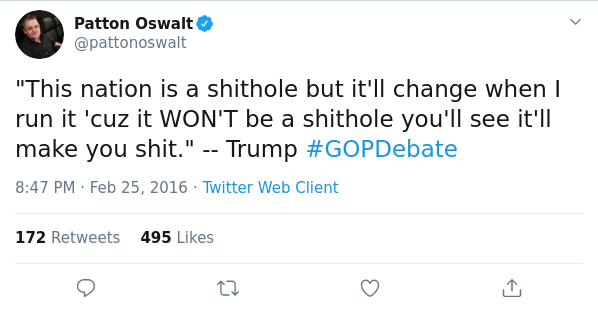 Patton Oswalt
@pattonoswalt
"This nation is a shithole but it'll change when I
run it 'cuz it WON'T be a shithole you'll see it'll
make you shit." -- Trump #GOPDebate
8:47 PM · Feb 25, 2016 · Twitter Web Client
172 Retweets 495 Likes